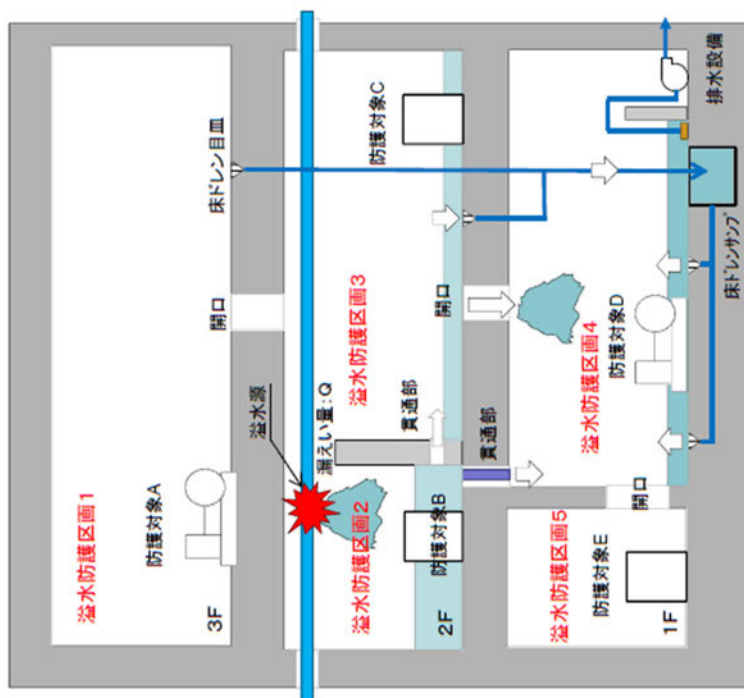 溢水防護区画1
防護対象A
3F
開口
床ドレン目皿
溢水源
漏えい量:Q
溢水防護区画2
防護対象B
2F
貫通部
溢水防護区画3
防護対象C
貫通部
開口
溢水防護区画5
防護対象E
1F
開口
溢水防護区画4
防護対象D
床ドレンサンプ
排水設備